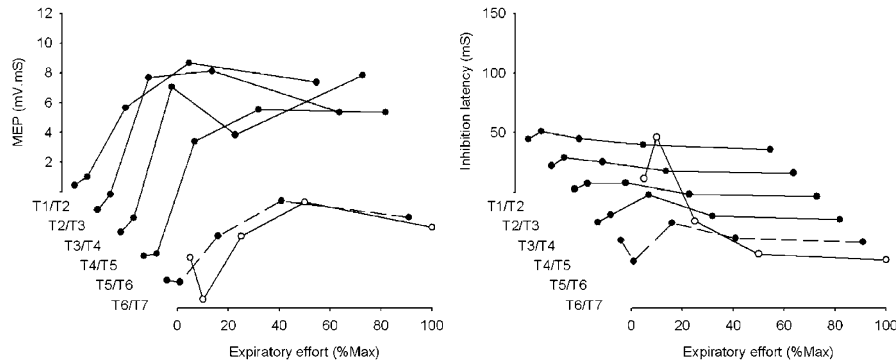 12
10
8
6
4
2
MEP (mV.mS)
T1/T2
T2/T3
T3/T4
T4/T5
T5/T6
T6/T7
0 20 40 60 80 100
Expiratory effort (%Max)
150
100
50
Inhibition latency (mS)
T1/T2
T2/T3
T3/T4
T4/T5
T5/T6
T6/T7
0 20 40 60 80 100
Expiratory effort (%Max)